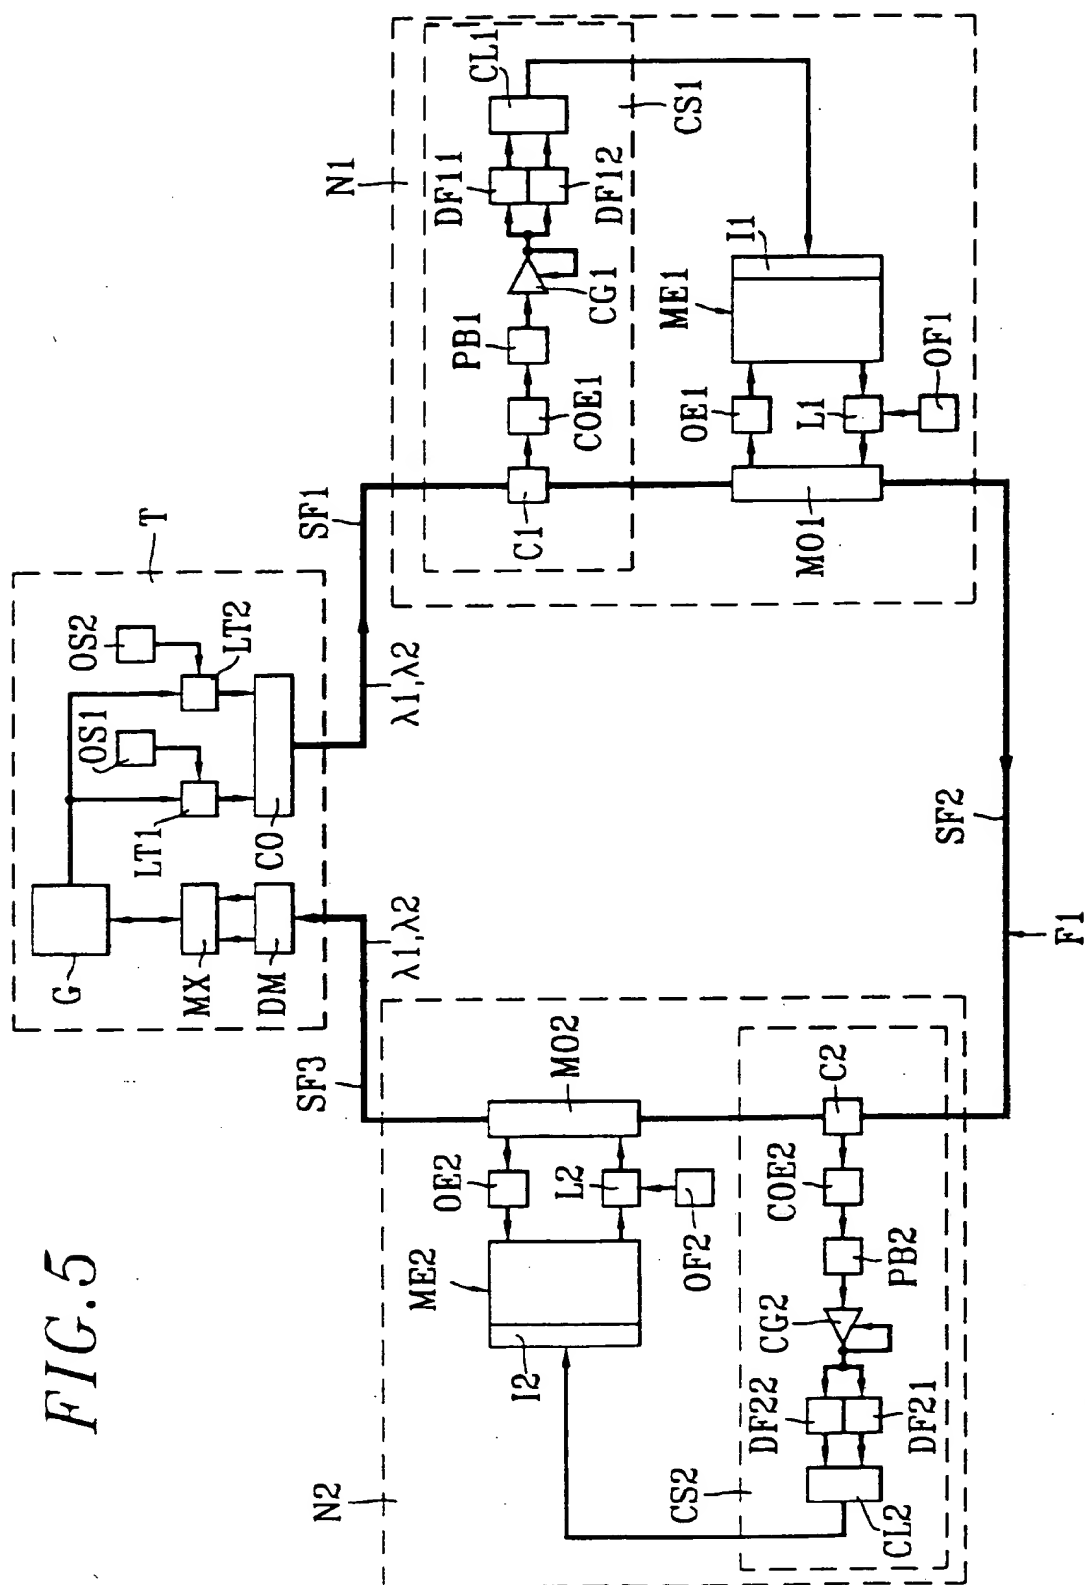 FIG.5
T
OS2
LT2
OS1
LT1
CO
G
MX
DM
λ1,λ2
λ1,λ2
SF1
SF3
N1
CS1
CL1
DF11
DF12
CG1
PB1
COE1
C1
ME1
I1
OE1
L1
OF1
MO1
SF2
F1
N2
MO2
OE2
L2
OF2
ME2
I2
CS2
C2
COE2
PB2
CG2
DF22
DF21
CL2